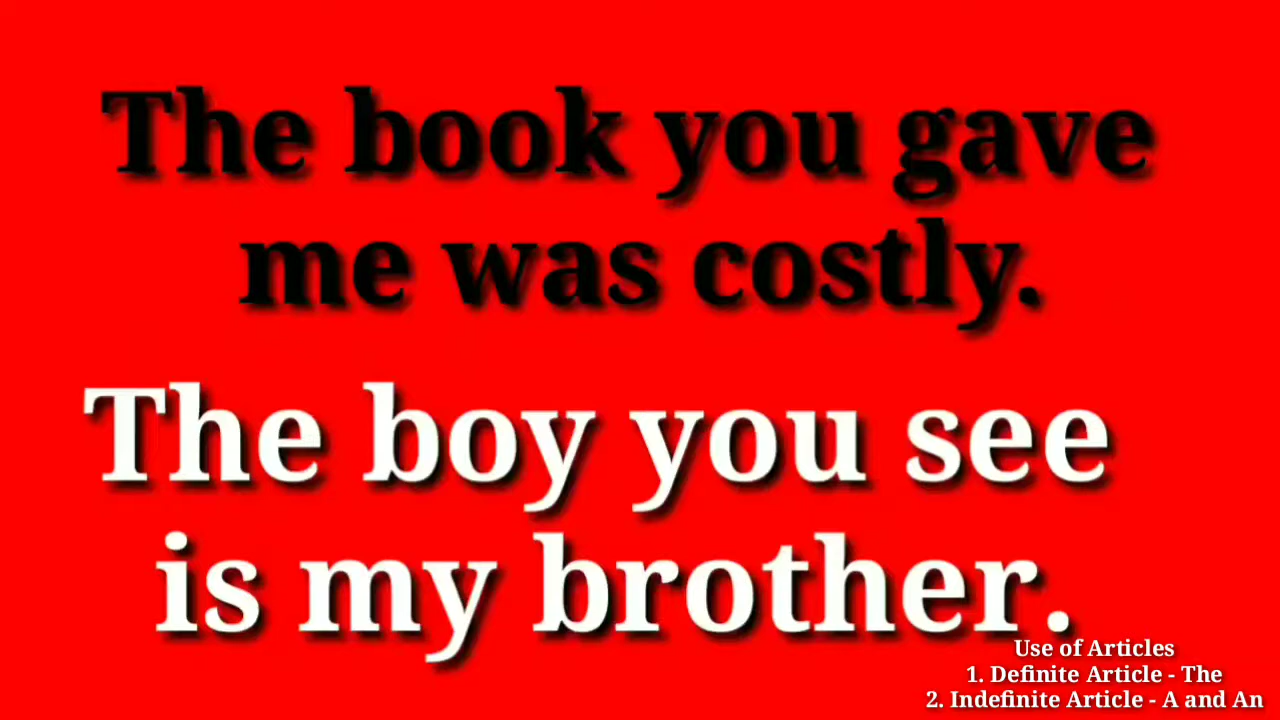 The book you gave
me was costly.
The boy you see
is my brother.
Use of Articles
1. Definite Article - The
2. Indefinite Article - A and An